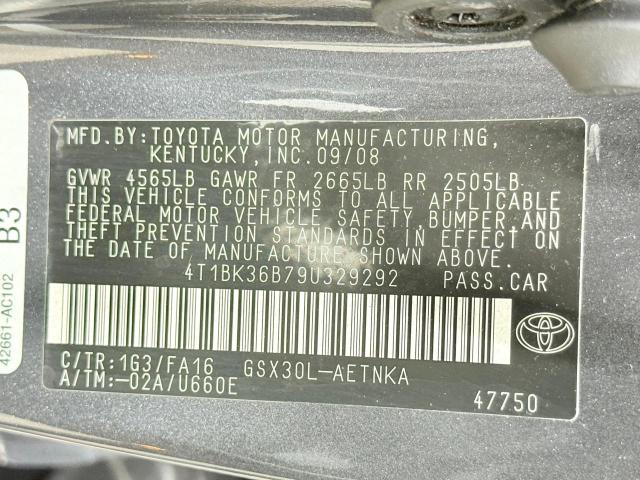 MFD.BY:TOYOTA MOTOR MANUFACTURING,
KENTUCKY, INC.09/08
GVWR 4565LB GAWR FR 2665LB RR 2505LB
THIS VEHICLE CONFORMS TO ALL APPLICABLE
FEDERAL MOTOR VEHICLE SAFETY, BUMPER,AND
THEFT PREVENTION STANDARDS IN EFFECT ON
THE DATE OF MANUFACTURE SHOWN ABOVE.
4T1BK36B79U329292 PASS.CAR
C/TR:1G3/FA16 GSX30L-AETNKA
A/TM:-02A/U660E
47750
42661-AC102 B3